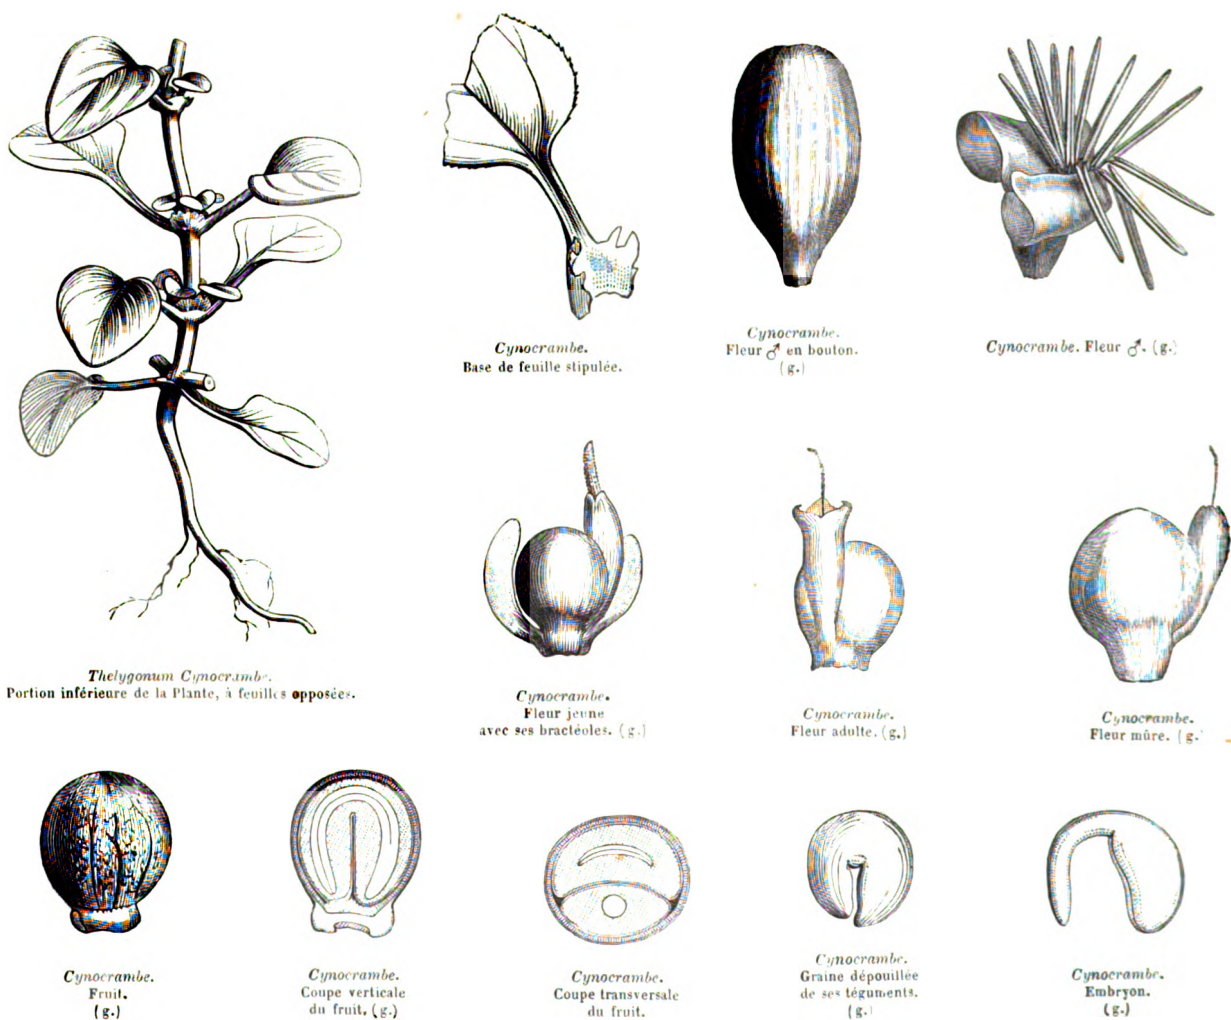 Cynocrambe.
Base de feuille stipulée.
Cynocrambe.
Fleur ♂ en bouton.
(g.)
Cynocrambe. Fleur ♂. (g.)
Thelygonum Cynocrambe.
Portion inférieure de la Plante, à feuilles opposées.
Cynocrambe.
Fleur jeune
avec ses bractéoles. (g.)
Cynocrambe.
Fleur adulte. (g.)
Cynocrambe.
Fleur mûre. (g.
Cynocrambe.
Fruit.
(g.)
Cynocrambe.
Coupe verticale
du fruit. (g.)
Cynocrambe.
Coupe transversale
du fruit.
Cynocrambe.
Graine dépouillée
de ses téguments.
(g.)
Cynocrambe.
Embryon.
(g.)